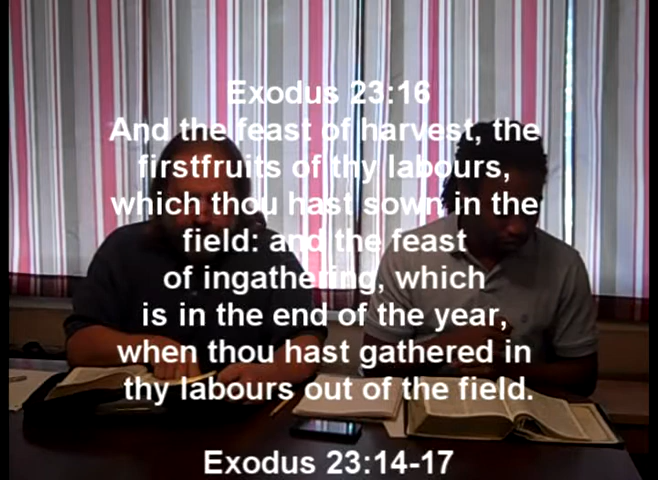 Exodus 23:16
And the feast of harvest, the
firstfruits of thy labours,
which thou hast sown in the
field: and the feast
of ingathering, which
is in the end of the year,
when thou hast gathered in
thy labours out of the field.
Exodus 23:14-17